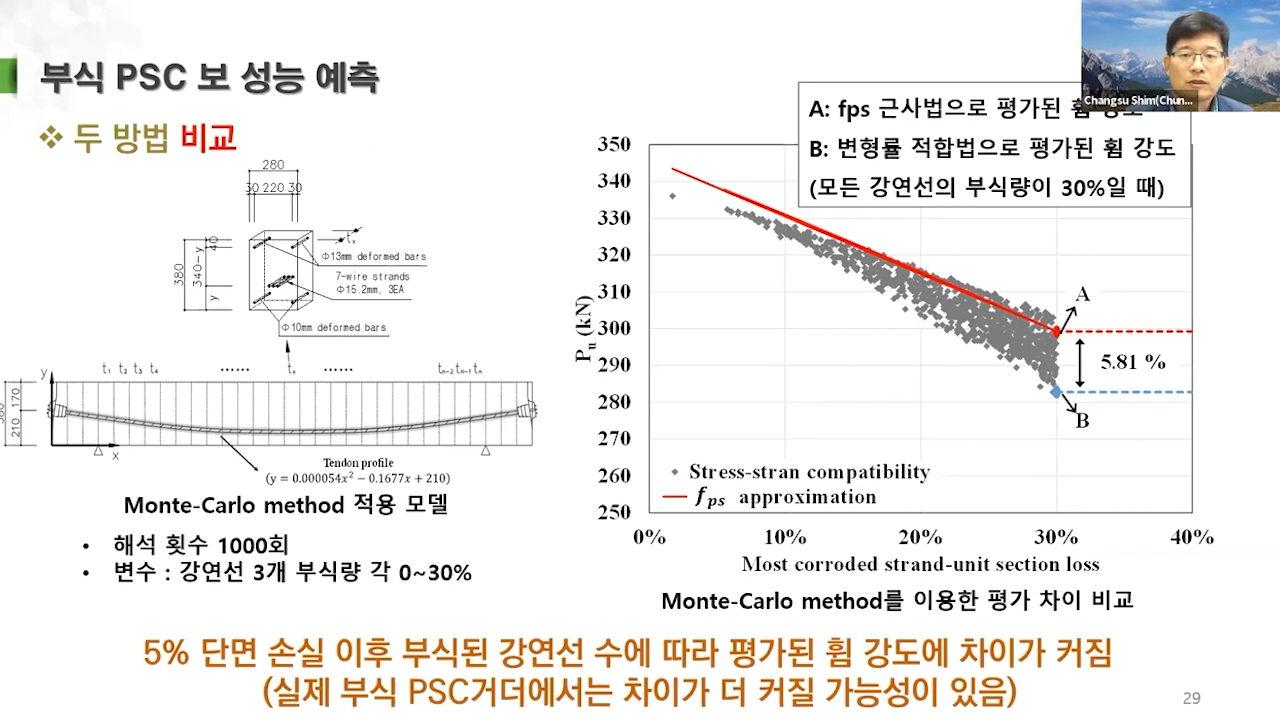 부식 PSC 보 성능 예측
❖ 두 방법 비교
280
30 220 30
40
380
340-y
y
tₓ
Φ13mm deformed bars
7-wire strands
Φ15.2mm, 3EA
Φ10mm deformed bars
t₁ t₂ t₃ t₄ ...... tₓ ...... tₙ₋₂ tₙ₋₁ tₙ
y
170
210
x
Tendon profile
(y = 0.000054x² − 0.1677x + 210)
Monte-Carlo method 적용 모델
• 해석 횟수 1000회
• 변수 : 강연선 3개 부식량 각 0~30%
Changsu Shim(Chun...
A: fps 근사법으로 평가된 휨 강도
B: 변형률 적합법으로 평가된 휨 강도
(모든 강연선의 부식량이 30%일 때)
350
340
330
320
310
300
290
280
270
260
250
Pu (kN)
A
5.81 %
B
Stress-stran compatibility
fps approximation
0% 10% 20% 30% 40%
Most corroded strand-unit section loss
Monte-Carlo method를 이용한 평가 차이 비교
5% 단면 손실 이후 부식된 강연선 수에 따라 평가된 휨 강도에 차이가 커짐
(실제 부식 PSC거더에서는 차이가 더 커질 가능성이 있음)
29